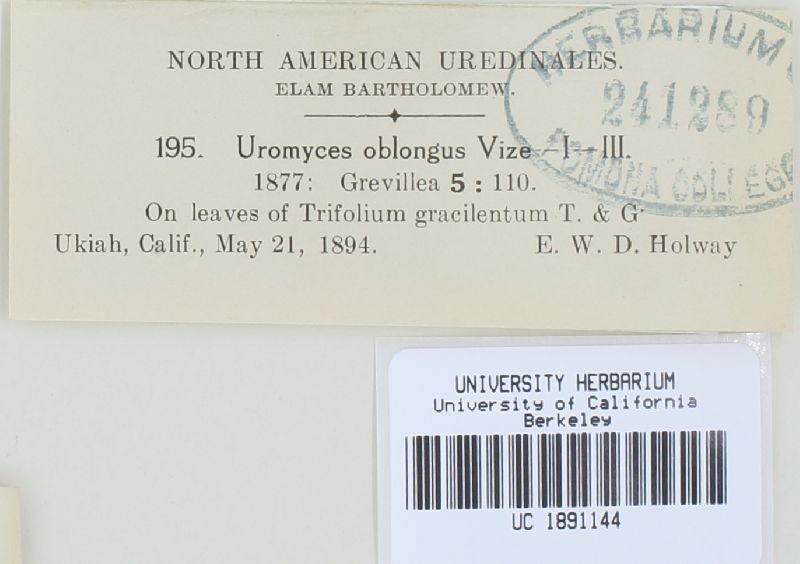 NORTH AMERICAN UREDINALES.
ELAM BARTHOLOMEW.
195. Uromyces oblongus Vize—I—III.
1877: Grevillea 5 : 110.
On leaves of Trifolium gracilentum T. & G.
Ukiah, Calif., May 21, 1894. E. W. D. Holway
HERBARIUM
241289
POMONA COLLEGE
UNIVERSITY HERBARIUM
University of California
Berkeley
UC 1891144